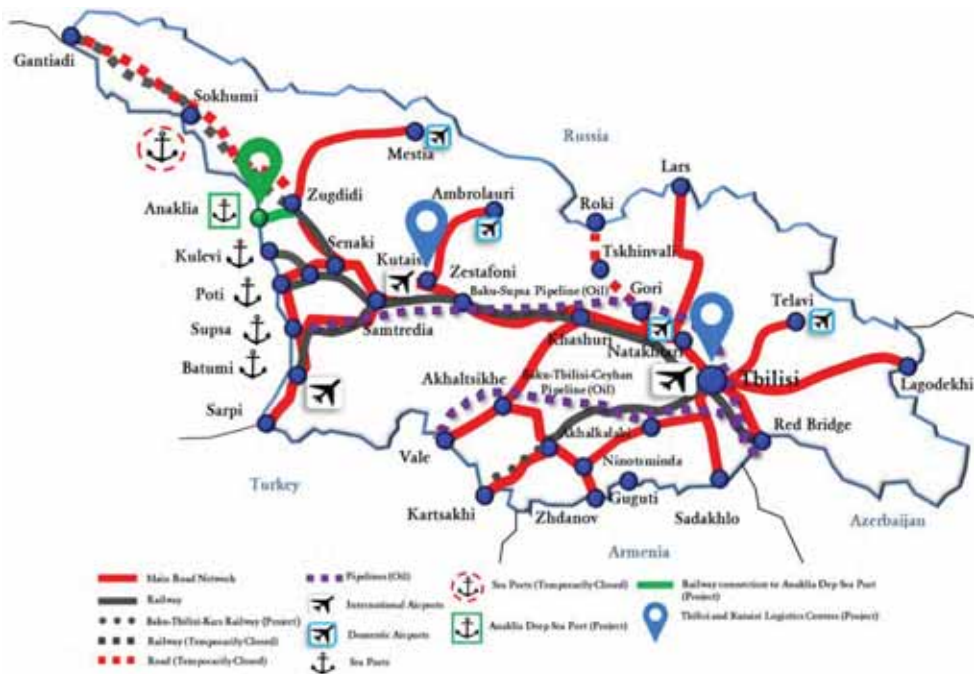 Gantiadi
Sokhumi
Russia
Mestia
Lars
Zugdidi
Ambrolauri
Roki
Anaklia
Tskhinvali
Senaki
Kutais
Kulevi
Zestafoni
Gori
Telavi
Baku-Supsa Pipeline (Oil)
Poti
Samtredia
Supsa
Khashuri
Natakhtari
Batumi
Akhaltsikhe
Baku-Tbilisi-Ceyhan
Pipeline (Oil)
Tbilisi
Lagodekhi
Sarpi
Akhalkalaki
Red Bridge
Vale
Ninotsminda
Turkey
Guguti
Kartsakhi
Zhdanov
Sadakhlo
Azerbaijan
Armenia
Main Road Network
Railway
Baku-Tbilisi-Kars Railway (Project)
Railway (Temporarily Closed)
Road (Temporarily Closed)
Pipelines (Oil)
International Airports
Domestic Airports
Sea Ports
Sea Ports (Temporarily Closed)
Anaklia Deep Sea Port (Project)
Railway connection to Anaklia Dep Sea Port
(Project)
Tbilisi and Kutaisi Logistics Centers (Project)